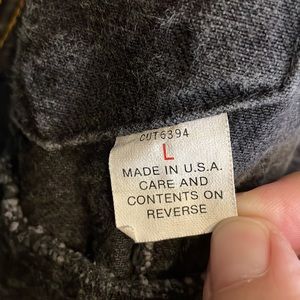 CUT6394
L
MADE IN U.S.A.
CARE AND
CONTENTS ON
REVERSE